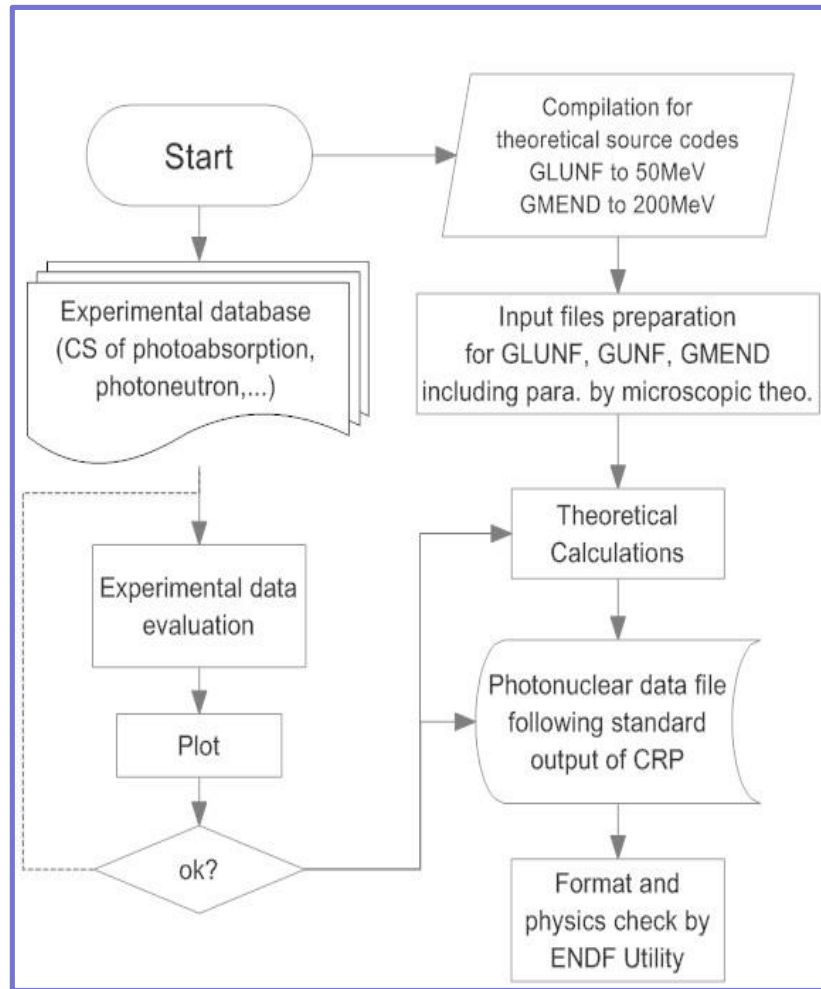 Start
Compilation for
theoretical source codes
GLUNF to 50MeV
GMEND to 200MeV
Experimental database
(CS of photoabsorption,
photoneutron,...)
Input files preparation
for GLUNF, GUNF, GMEND
including para. by microscopic theo.
Theoretical
Calculations
Experimental data
evaluation
Plot
ok?
Photonuclear data file
following standard
output of CRP
Format and
physics check by
ENDF Utility